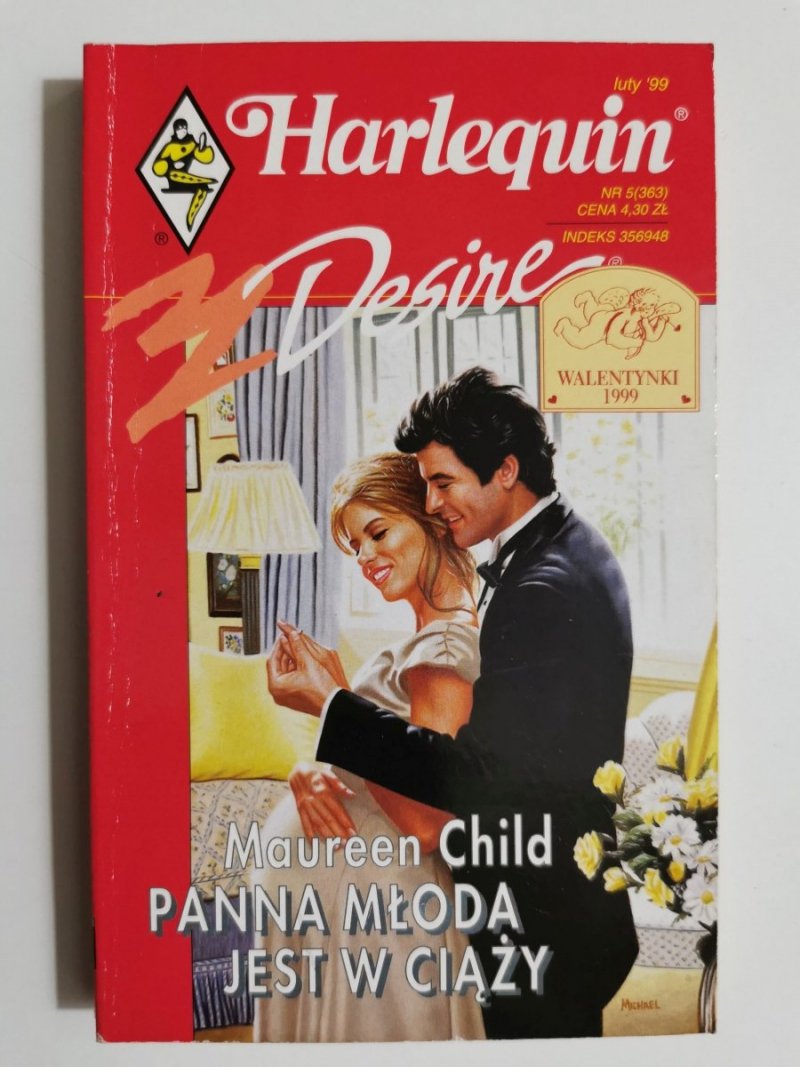 luty '99
Harlequin®
NR 5(363)
CENA 4,30 ZŁ
INDEKS 356948
®
Desire®
WALENTYNKI
1999
Maureen Child
PANNA MŁODA
JEST W CIĄŻY
MICHAEL